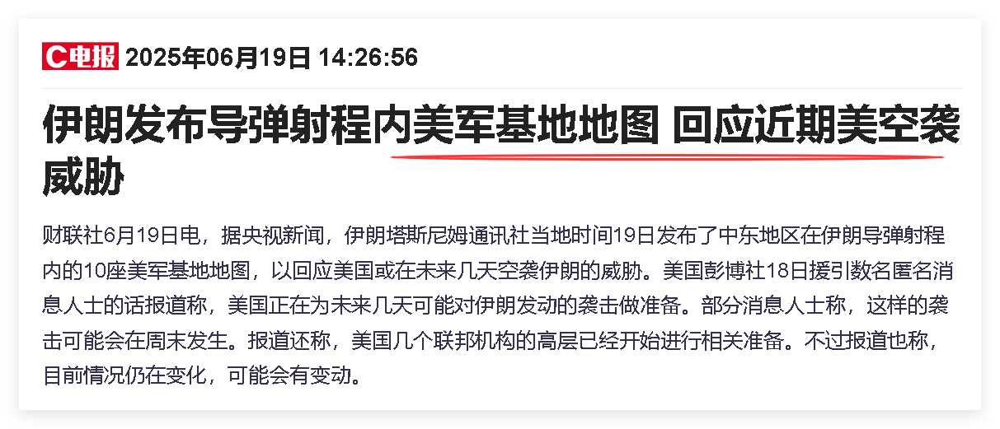 C电报 2025年06月19日 14:26:56
伊朗发布导弹射程内美军基地地图 回应近期美空袭
威胁
财联社6月19日电，据央视新闻，伊朗塔斯尼姆通讯社当地时间19日发布了中东地区在伊朗导弹射程
内的10座美军基地地图，以回应美国或在未来几天空袭伊朗的威胁。美国彭博社18日援引数名匿名消
息人士的话报道称，美国正在为未来几天可能对伊朗发动的袭击做准备。部分消息人士称，这样的袭
击可能会在周末发生。报道还称，美国几个联邦机构的高层已经开始进行相关准备。不过报道也称，
目前情况仍在变化，可能会有变动。